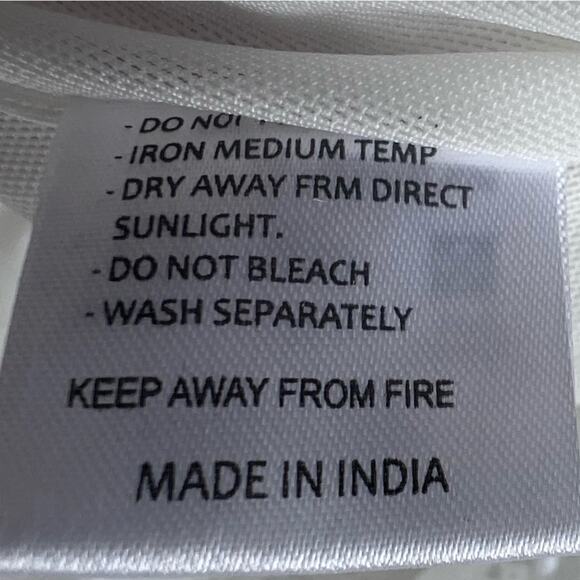 - DO NOT
- IRON MEDIUM TEMP
- DRY AWAY FRM DIRECT
SUNLIGHT.
- DO NOT BLEACH
- WASH SEPARATELY
KEEP AWAY FROM FIRE
MADE IN INDIA